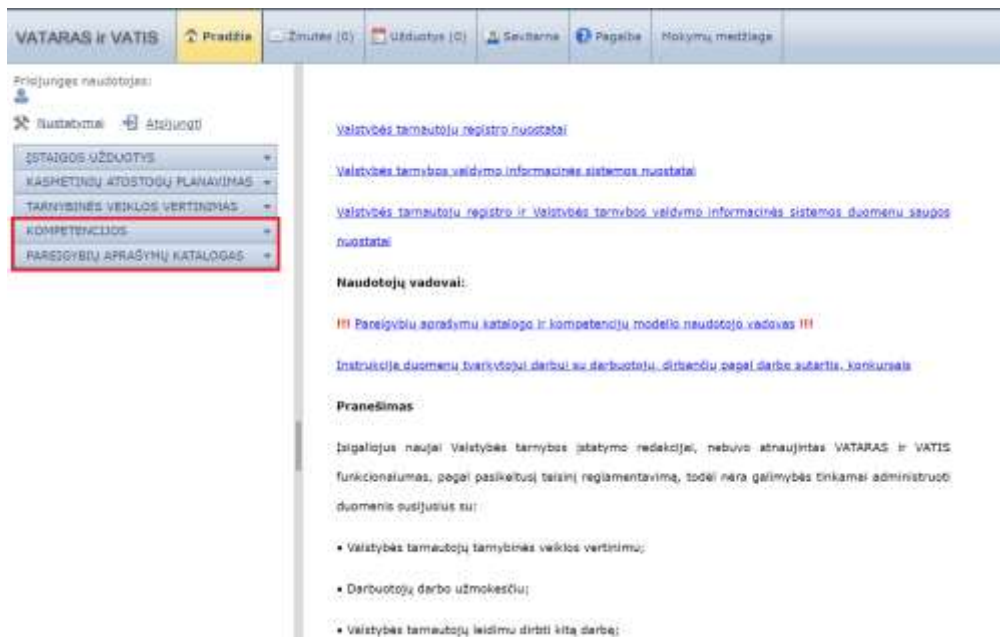 VATARAS ir VATIS
Pradžia
Žinutės (0)
Užduotys (0)
Savitarna
Pagalba
Mokymų medžiaga
Prisijungęs naudotojas:
Nustatymai
Atsijungti
ĮSTAIGOS UŽDUOTYS
KASMETINIŲ ATOSTOGŲ PLANAVIMAS
TARNYBINĖS VEIKLOS VERTINIMAS
KOMPETENCIJOS
PAREIGYBIŲ APRAŠYMŲ KATALOGAS
Valstybės tarnautojų registro nuostatai
Valstybės tarnybos valdymo informacinės sistemos nuostatai
Valstybės tarnautojų registro ir Valstybės tarnybos valdymo informacinės sistemos duomenų saugos
nuostatai
Naudotojų vadovai:
!!! Pareigybių aprašymų katalogo ir kompetencijų modelio naudotojo vadovas !!!
Instrukcija duomenų tvarkytojui darbui su darbuotojų, dirbančių pagal darbo sutartis, konkursais
Pranešimas
Įsigaliojus naujai Valstybės tarnybos įstatymo redakcijai, nebuvo atnaujintas VATARAS ir VATIS
funkcionalumas, pagal pasikeitusį teisinį reglamentavimą, todėl nėra galimybės tinkamai administruoti
duomenis susijusius su:
• Valstybės tarnautojų tarnybinės veiklos vertinimu;
• Darbuotojų darbo užmokesčiu;
• Valstybės tarnautojų leidimu dirbti kitą darbą;